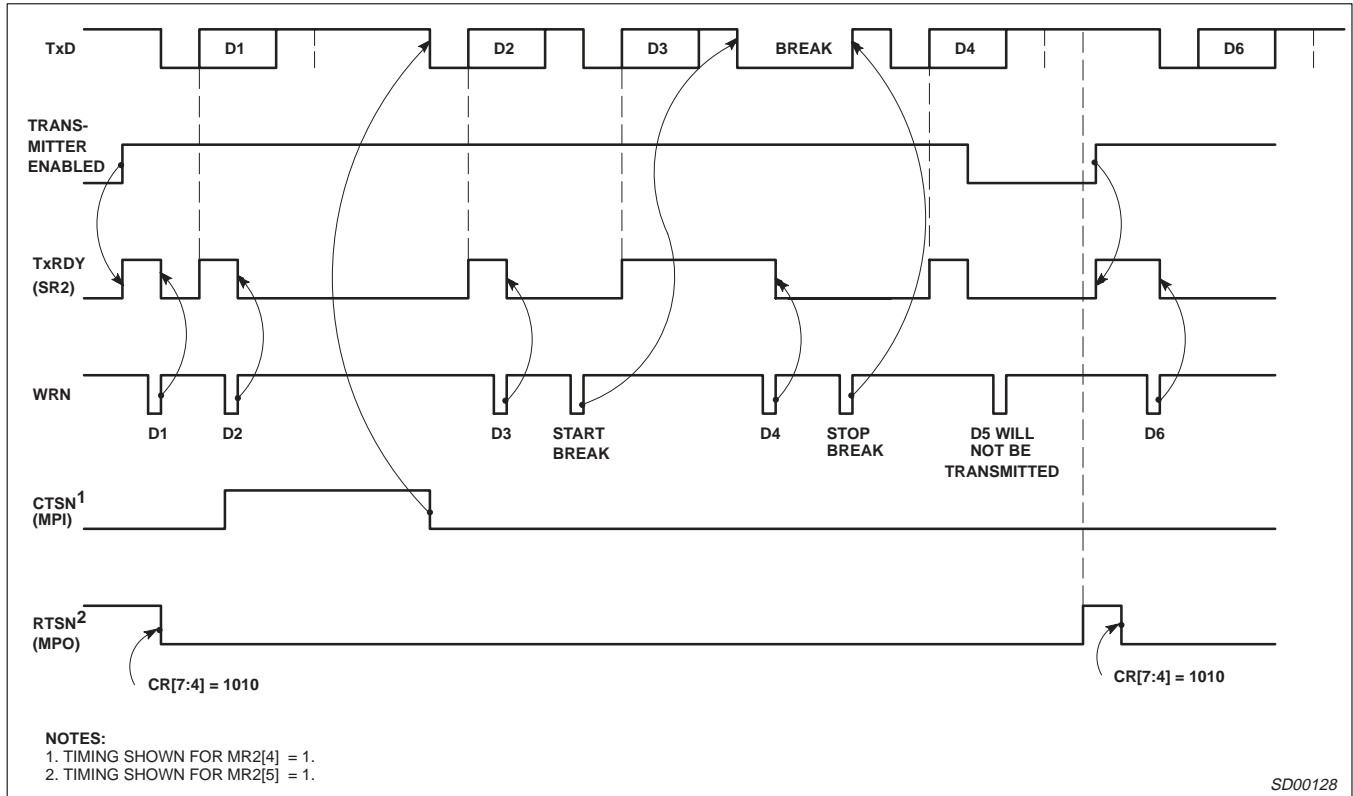 TxD
D1
D2
D3
BREAK
D4
D6
TRANS-
MITTER
ENABLED
TxRDY
(SR2)
WRN
D1
D2
D3
START
BREAK
D4
STOP
BREAK
D5 WILL
NOT BE
TRANSMITTED
D6
CTSN1
(MPI)
RTSN2
(MPO)
CR[7:4] = 1010
CR[7:4] = 1010
NOTES:
1. TIMING SHOWN FOR MR2[4] = 1.
2. TIMING SHOWN FOR MR2[5] = 1.
SD00128